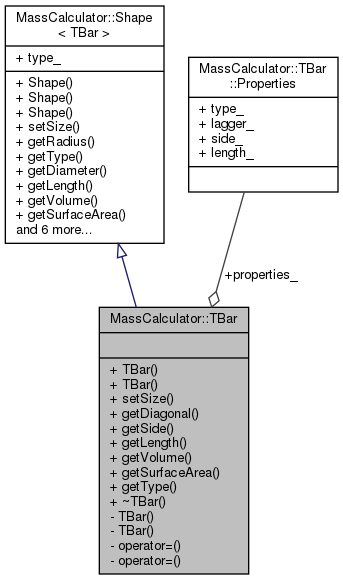 MassCalculator::Shape
< TBar >
+ type_
+ Shape()
+ Shape()
+ Shape()
+ setSize()
+ getRadius()
+ getType()
+ getDiameter()
+ getLength()
+ getVolume()
+ getSurfaceArea()
and 6 more...
MassCalculator::TBar
::Properties
+ type_
+ lagger_
+ side_
+ length_
+properties_
MassCalculator::TBar
+ TBar()
+ TBar()
+ setSize()
+ getDiagonal()
+ getSide()
+ getLength()
+ getVolume()
+ getSurfaceArea()
+ getType()
+ ~TBar()
- TBar()
- TBar()
- operator=()
- operator=()